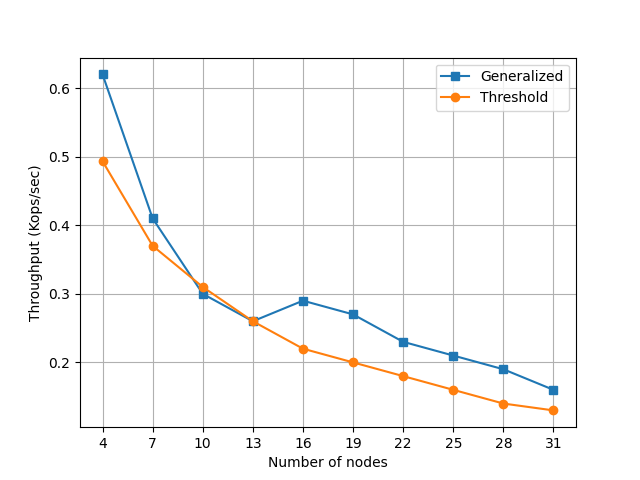 Generalized
Threshold
Throughput (Kops/sec)
0.6
0.5
0.4
0.3
0.2
4 7 10 13 16 19 22 25 28 31
Number of nodes